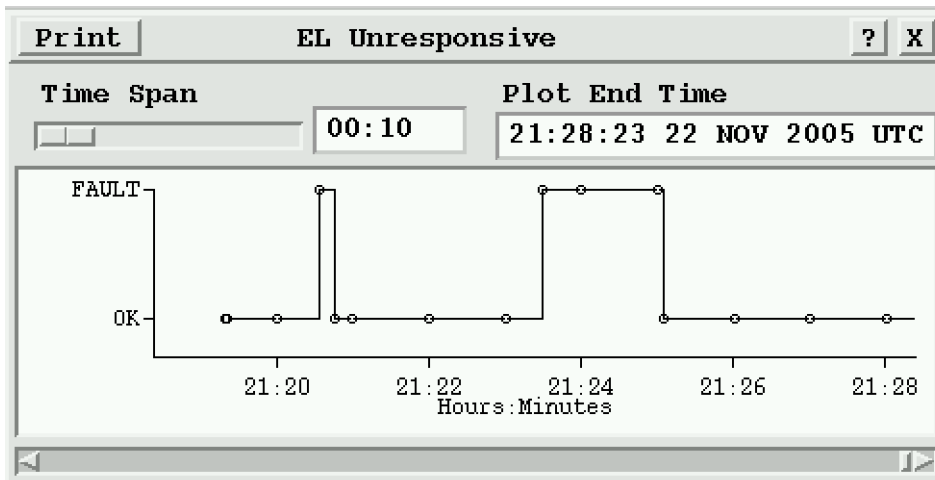 Print EL Unresponsive ? X
Time Span Plot End Time
00:10 21:28:23 22 NOV 2005 UTC
FAULT
OK
21:20 21:22 21:24 21:26 21:28
Hours:Minutes